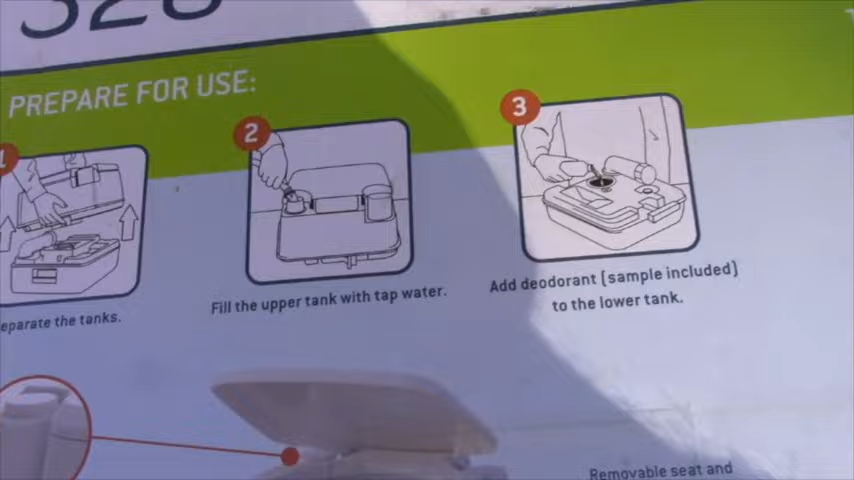 320
PREPARE FOR USE:
1
2
3
eparate the tanks.
Fill the upper tank with tap water.
Add deodorant (sample included)
to the lower tank.
Removable seat and